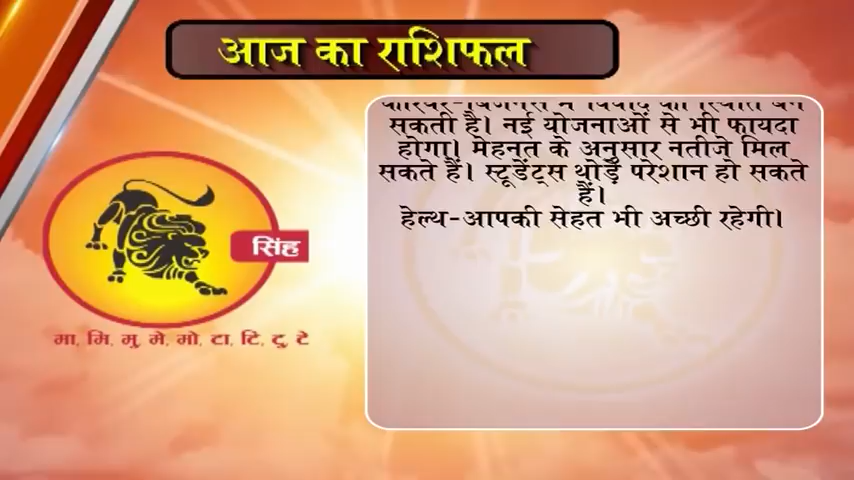 आज का राशिफल
सकती है। नई योजनाओं से भी फायदा
होगा। मेहनत के अनुसार नतीजे मिल
सकते हैं। स्टूडेंट्स थोड़े परेशान हो सकते
हैं।
हेल्थ-आपकी सेहत भी अच्छी रहेगी।
सिंह
मा, मि, मु, मे, मो, टा, टि, टु, टे